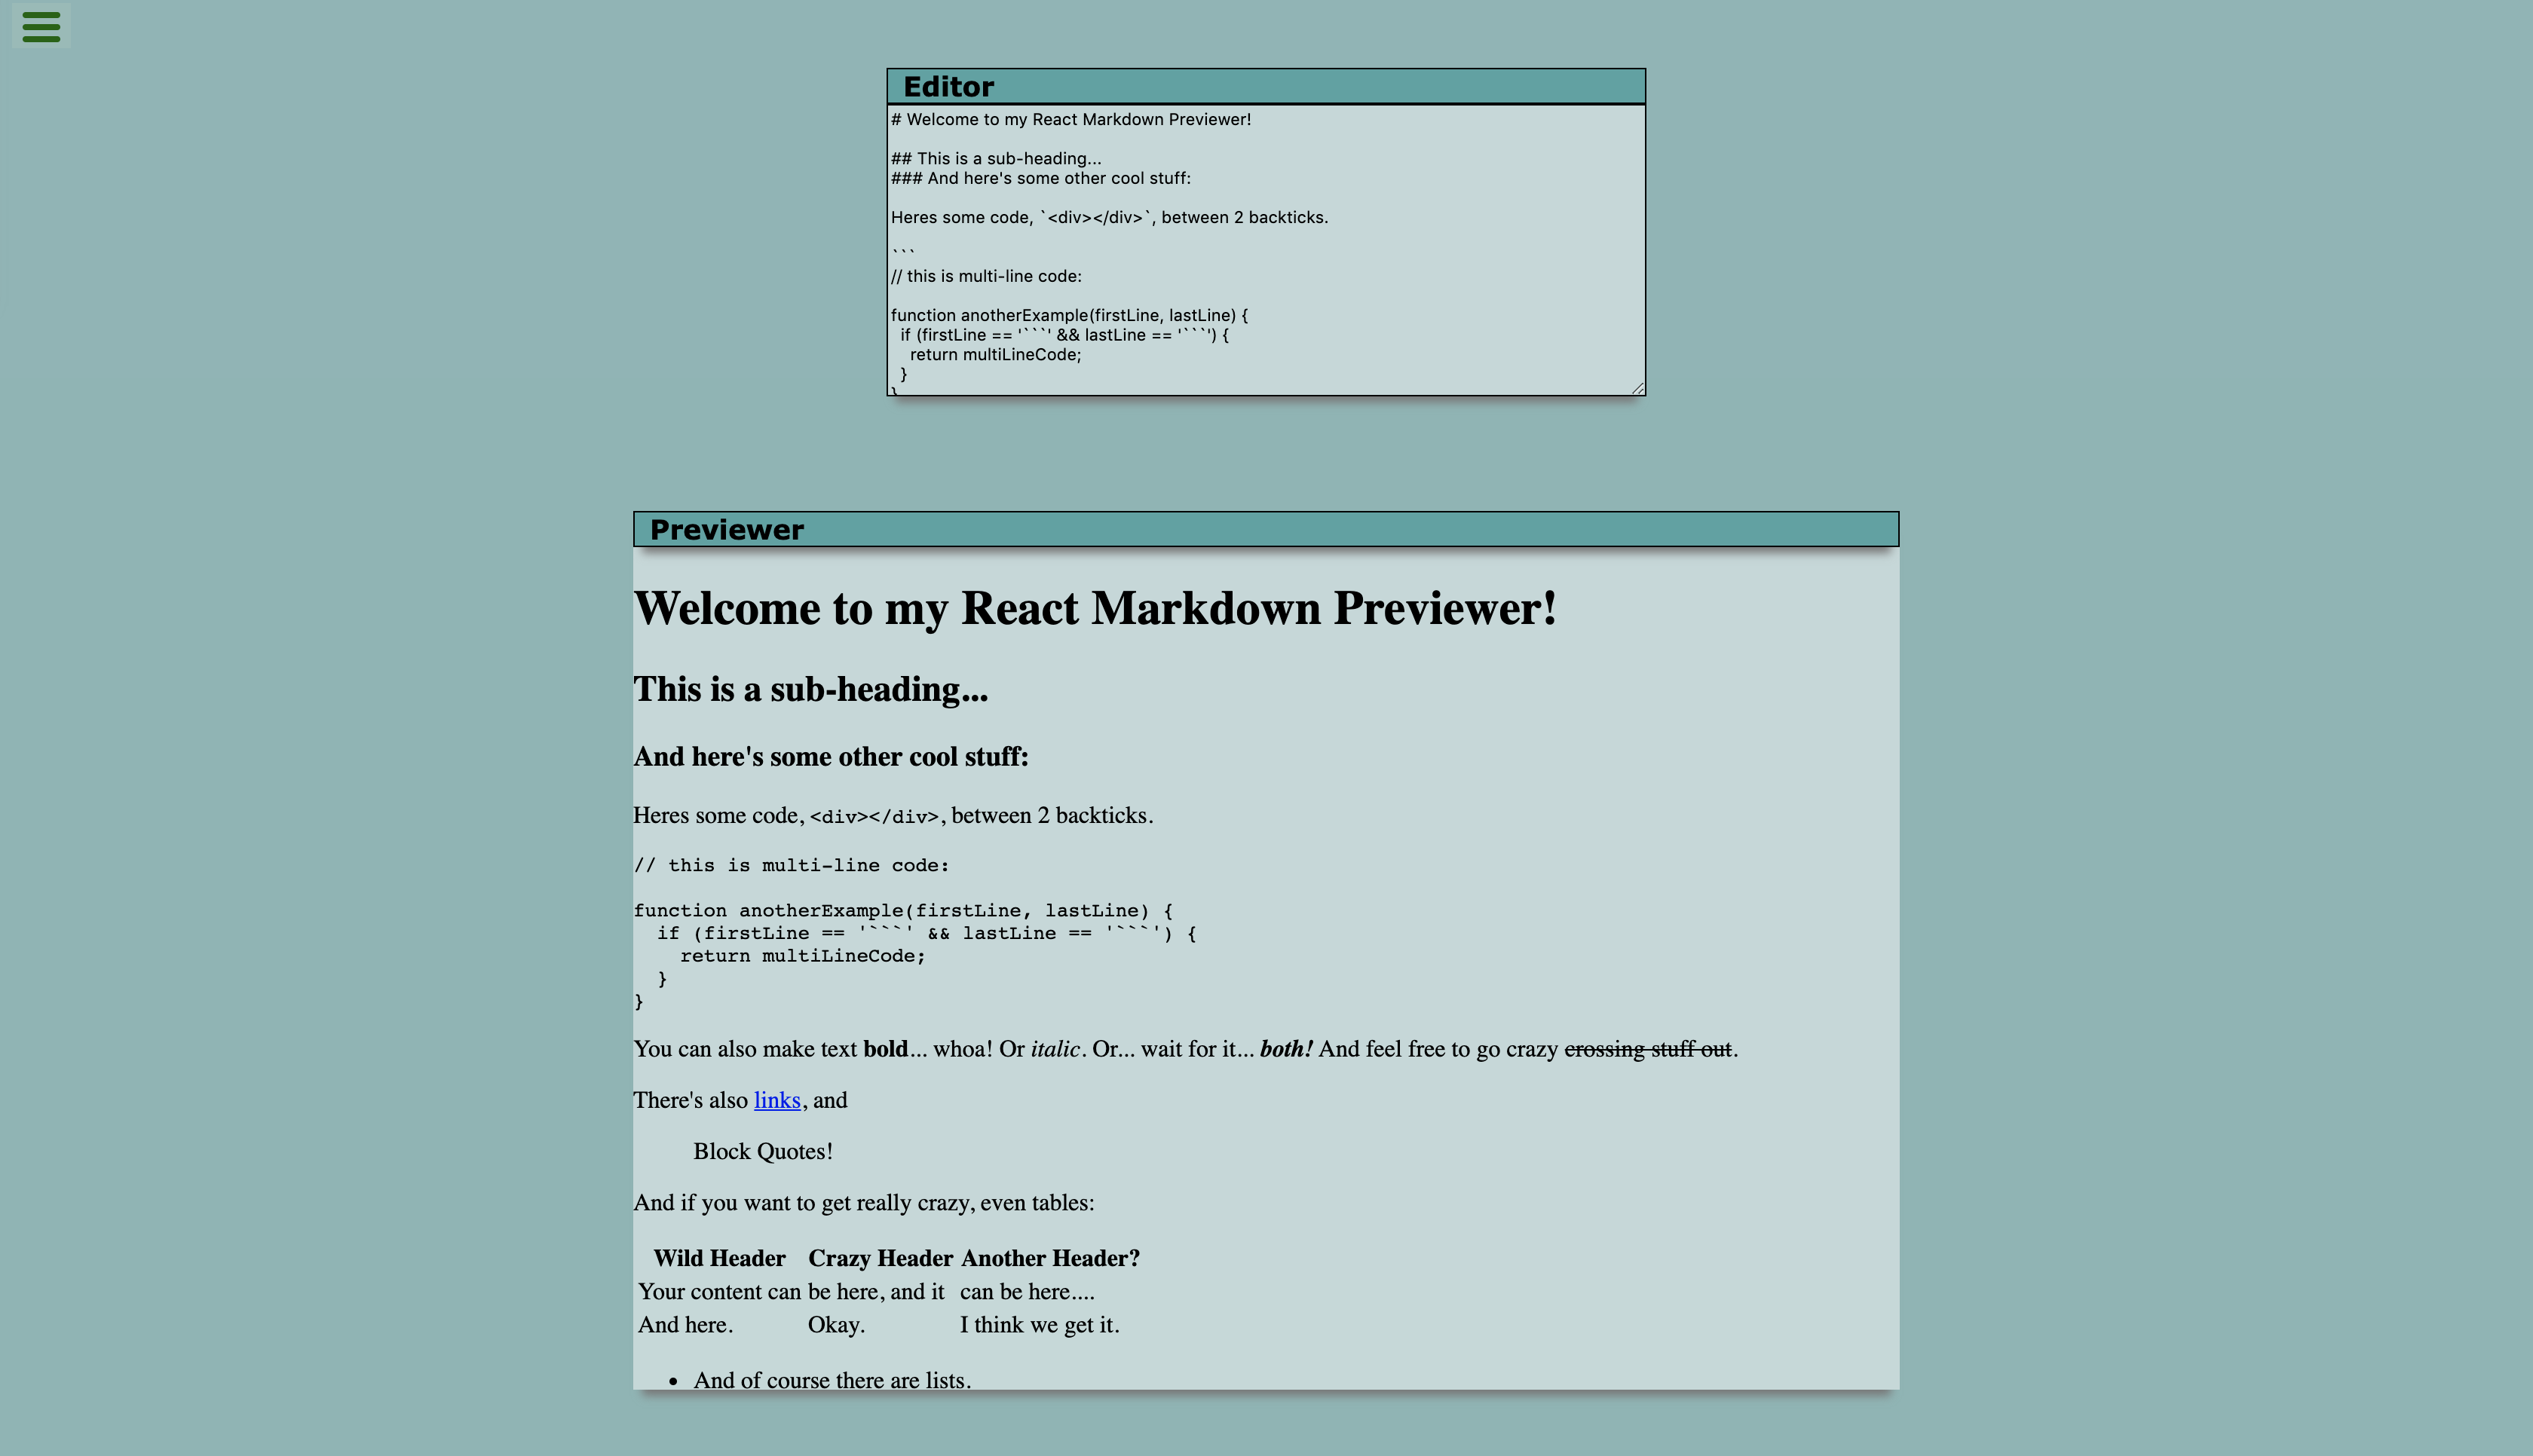 Editor
# Welcome to my React Markdown Previewer!
## This is a sub-heading...
### And here's some other cool stuff:
Heres some code, `<div></div>`, between 2 backticks.
```
// this is multi-line code:
function anotherExample(firstLine, lastLine) {
  if (firstLine == '```' && lastLine == '```') {
    return multiLineCode;
  }
}
Previewer
Welcome to my React Markdown Previewer!
This is a sub-heading...
And here's some other cool stuff:
Heres some code, <div></div>, between 2 backticks.
// this is multi-line code:
function anotherExample(firstLine, lastLine) {
  if (firstLine == '```' && lastLine == '```') {
    return multiLineCode;
  }
}
You can also make text bold... whoa! Or italic. Or... wait for it... both! And feel free to go crazy crossing stuff out.
There's also links, and
Block Quotes!
And if you want to get really crazy, even tables:
Wild Header Crazy Header Another Header?
Your content can be here, and it can be here....
And here. Okay. I think we get it.
• And of course there are lists.